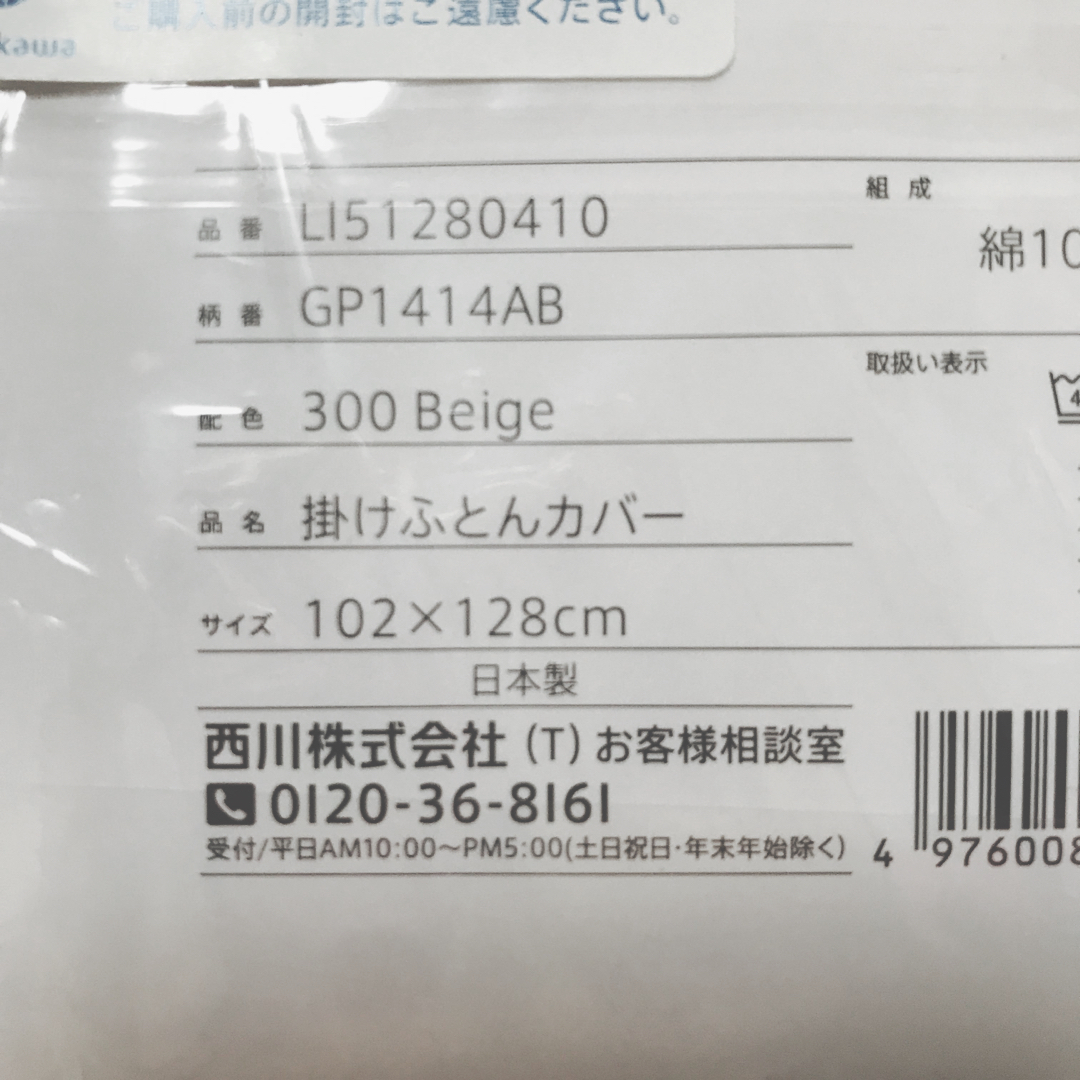 ご購入前の開封はご遠慮ください。
kawa
品番 LI51280410
柄番 GP1414AB
配色 300 Beige
品名 掛けふとんカバー
サイズ 102×128cm
日本製
西川株式会社(T)お客様相談室
0120-36-8161
受付/平日AM10:00~PM5:00(土日祝日・年末年始除く)
組成
綿10
取扱い表示
4
4 976008